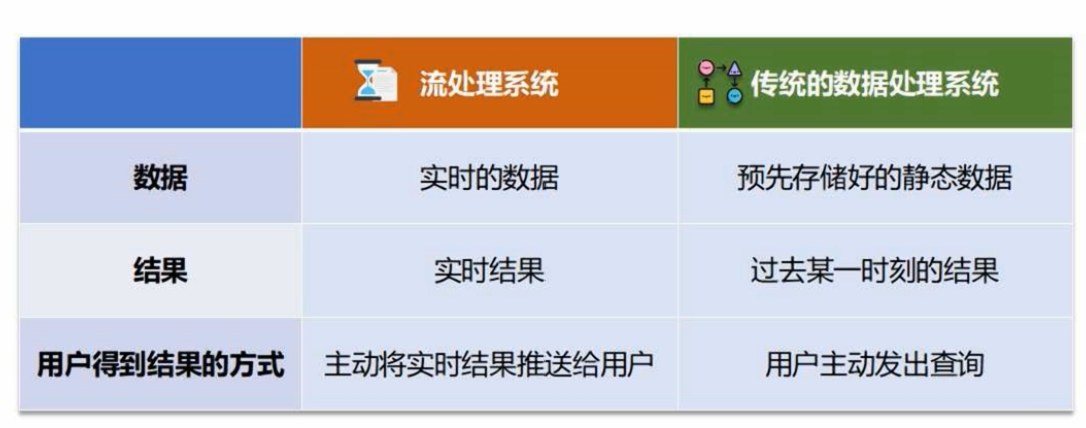 流处理系统
传统的数据处理系统
数据
实时的数据
预先存储好的静态数据
结果
实时结果
过去某一时刻的结果
用户得到结果的方式
主动将实时结果推送给用户
用户主动发出查询